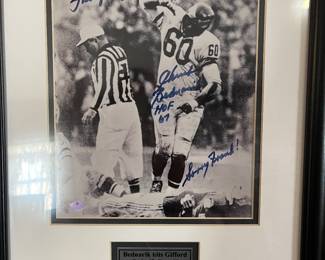 60
60
Chuck
Bednarik
HOF
67
Sorry Frank!
Bednarik Hits Gifford